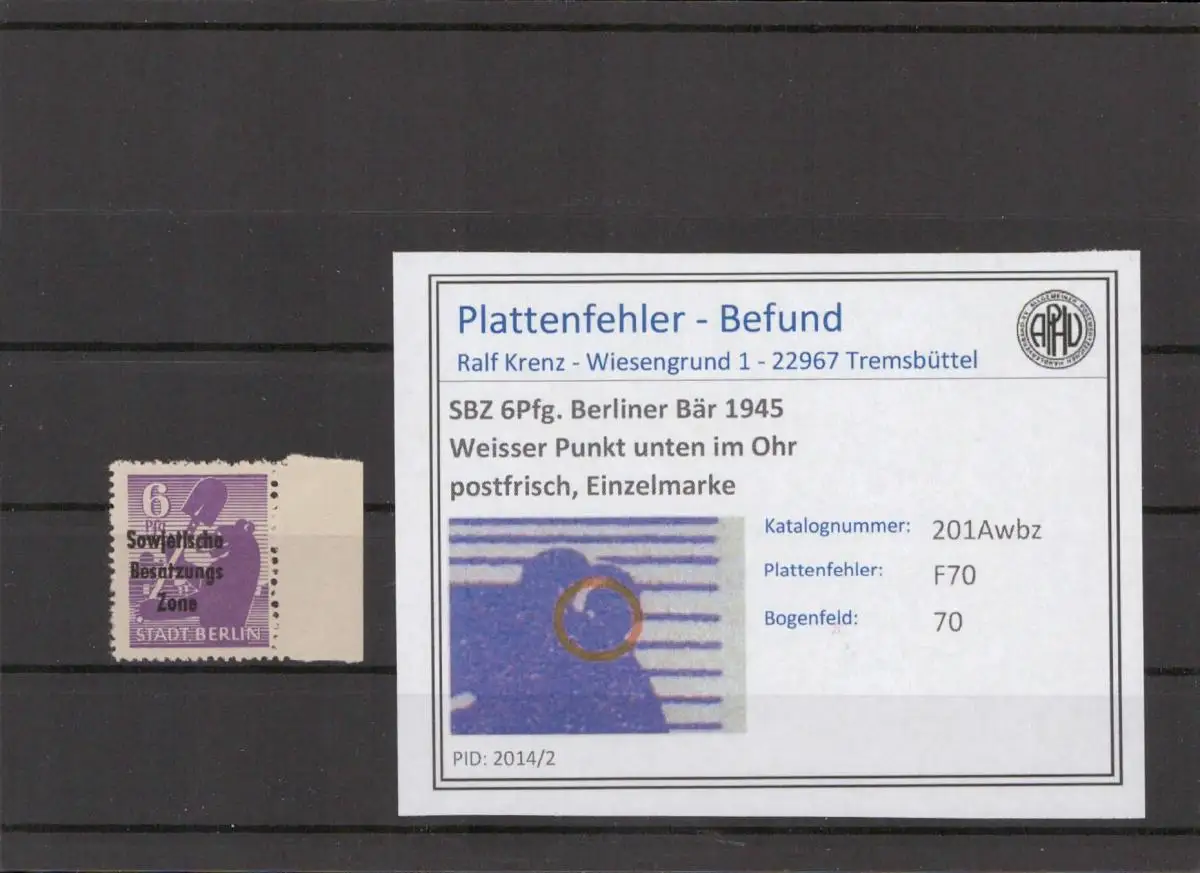 6
Pfg
Sowjetische
Besatzungs
Zone
STADT BERLIN
Plattenfehler - Befund
Ralf Krenz - Wiesengrund 1 - 22967 Tremsbüttel
APHV
SBZ 6Pfg. Berliner Bär 1945
Weisser Punkt unten im Ohr
postfrisch, Einzelmarke
Katalognummer: 201Awbz
Plattenfehler: F70
Bogenfeld: 70
PID: 2014/2